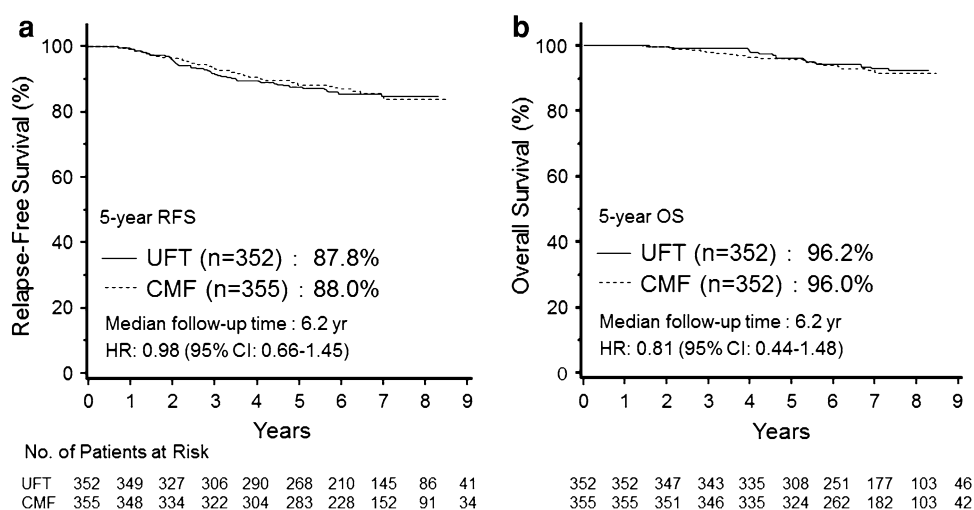 a
Relapse-Free Survival (%)
100
80
60
40
20
0
5-year RFS
UFT (n=352) : 87.8%
CMF (n=355) : 88.0%
Median follow-up time : 6.2 yr
HR: 0.98 (95% CI: 0.66-1.45)
0 1 2 3 4 5 6 7 8 9
Years
b
Overall Survival (%)
100
80
60
40
20
0
5-year OS
UFT (n=352) : 96.2%
CMF (n=352) : 96.0%
Median follow-up time : 6.2 yr
HR: 0.81 (95% CI: 0.44-1.48)
0 1 2 3 4 5 6 7 8 9
Years
No. of Patients at Risk
UFT 352 349 327 306 290 268 210 145 86 41
CMF 355 348 334 322 304 283 228 152 91 34
352 352 347 343 335 308 251 177 103 46
355 355 351 346 335 324 262 182 103 42